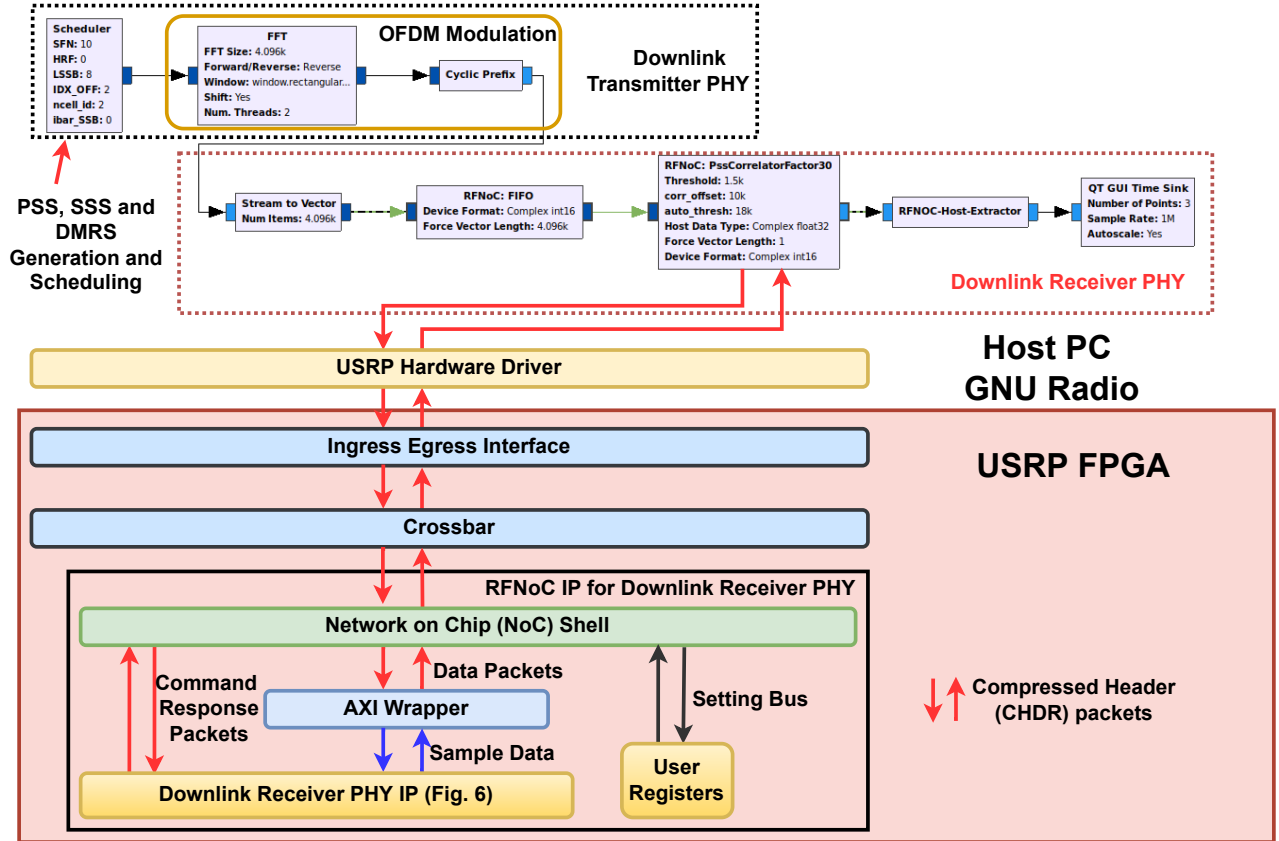 Scheduler
SFN: 10
HRF: 0
LSSB: 8
IDX_OFF: 2
ncell_id: 2
ibar_SSB: 0
FFT
FFT Size: 4.096k
Forward/Reverse: Reverse
Window: window.rectangular...
Shift: Yes
Num. Threads: 2
OFDM Modulation
Cyclic Prefix
Downlink
Transmitter PHY
PSS, SSS and
DMRS
Generation and
Scheduling
Stream to Vector
Num Items: 4.096k
RFNoC: FIFO
Device Format: Complex int16
Force Vector Length: 4.096k
RFNoC: PssCorrelatorFactor30
Threshold: 1.5k
corr_offset: 10k
auto_thresh: 18k
Host Data Type: Complex float32
Force Vector Length: 1
Device Format: Complex int16
RFNOC-Host-Extractor
QT GUI Time Sink
Number of Points: 3
Sample Rate: 1M
Autoscale: Yes
Downlink Receiver PHY
Host PC
GNU Radio
USRP Hardware Driver
Ingress Egress Interface
USRP FPGA
Crossbar
RFNoC IP for Downlink Receiver PHY
Network on Chip (NoC) Shell
Command
Response
Packets
Data Packets
AXI Wrapper
Sample Data
Setting Bus
Downlink Receiver PHY IP (Fig. 6)
User
Registers
Compressed Header
(CHDR) packets